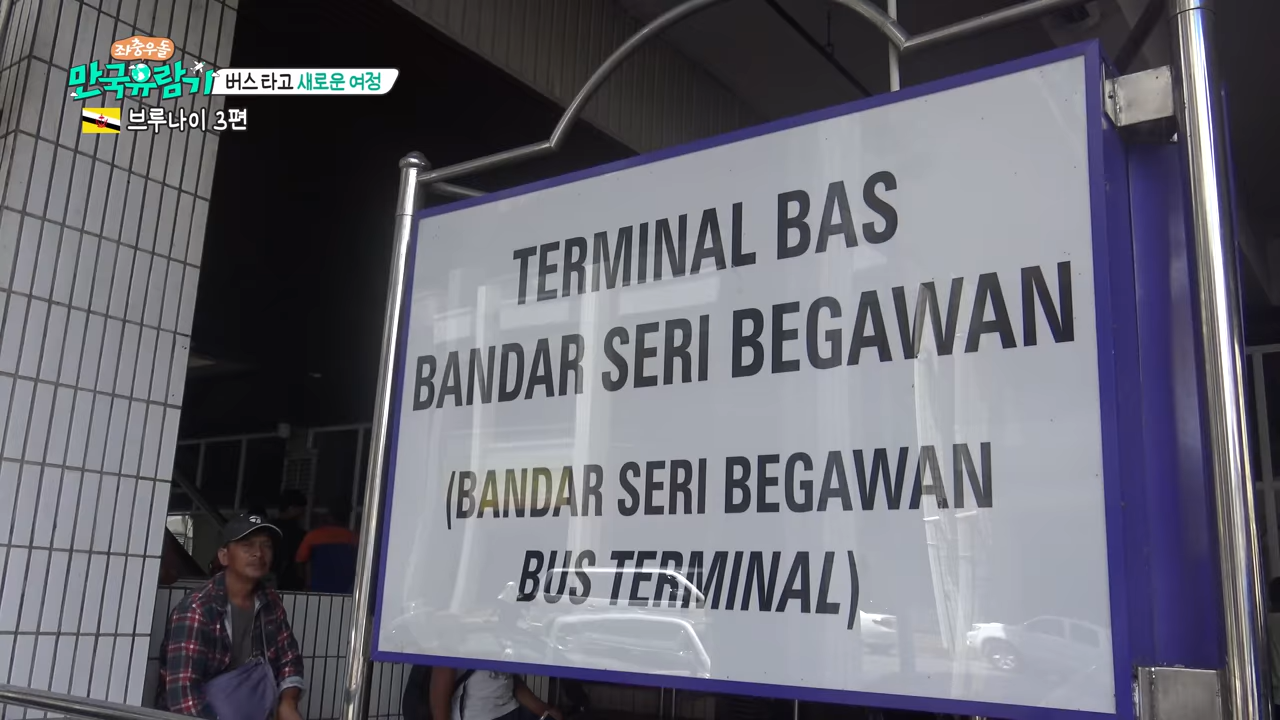 좌충우돌
만국유람기
버스 타고 새로운 여정
브루나이 3편
TERMINAL BAS
BANDAR SERI BEGAWAN
(BANDAR SERI BEGAWAN
BUS TERMINAL)